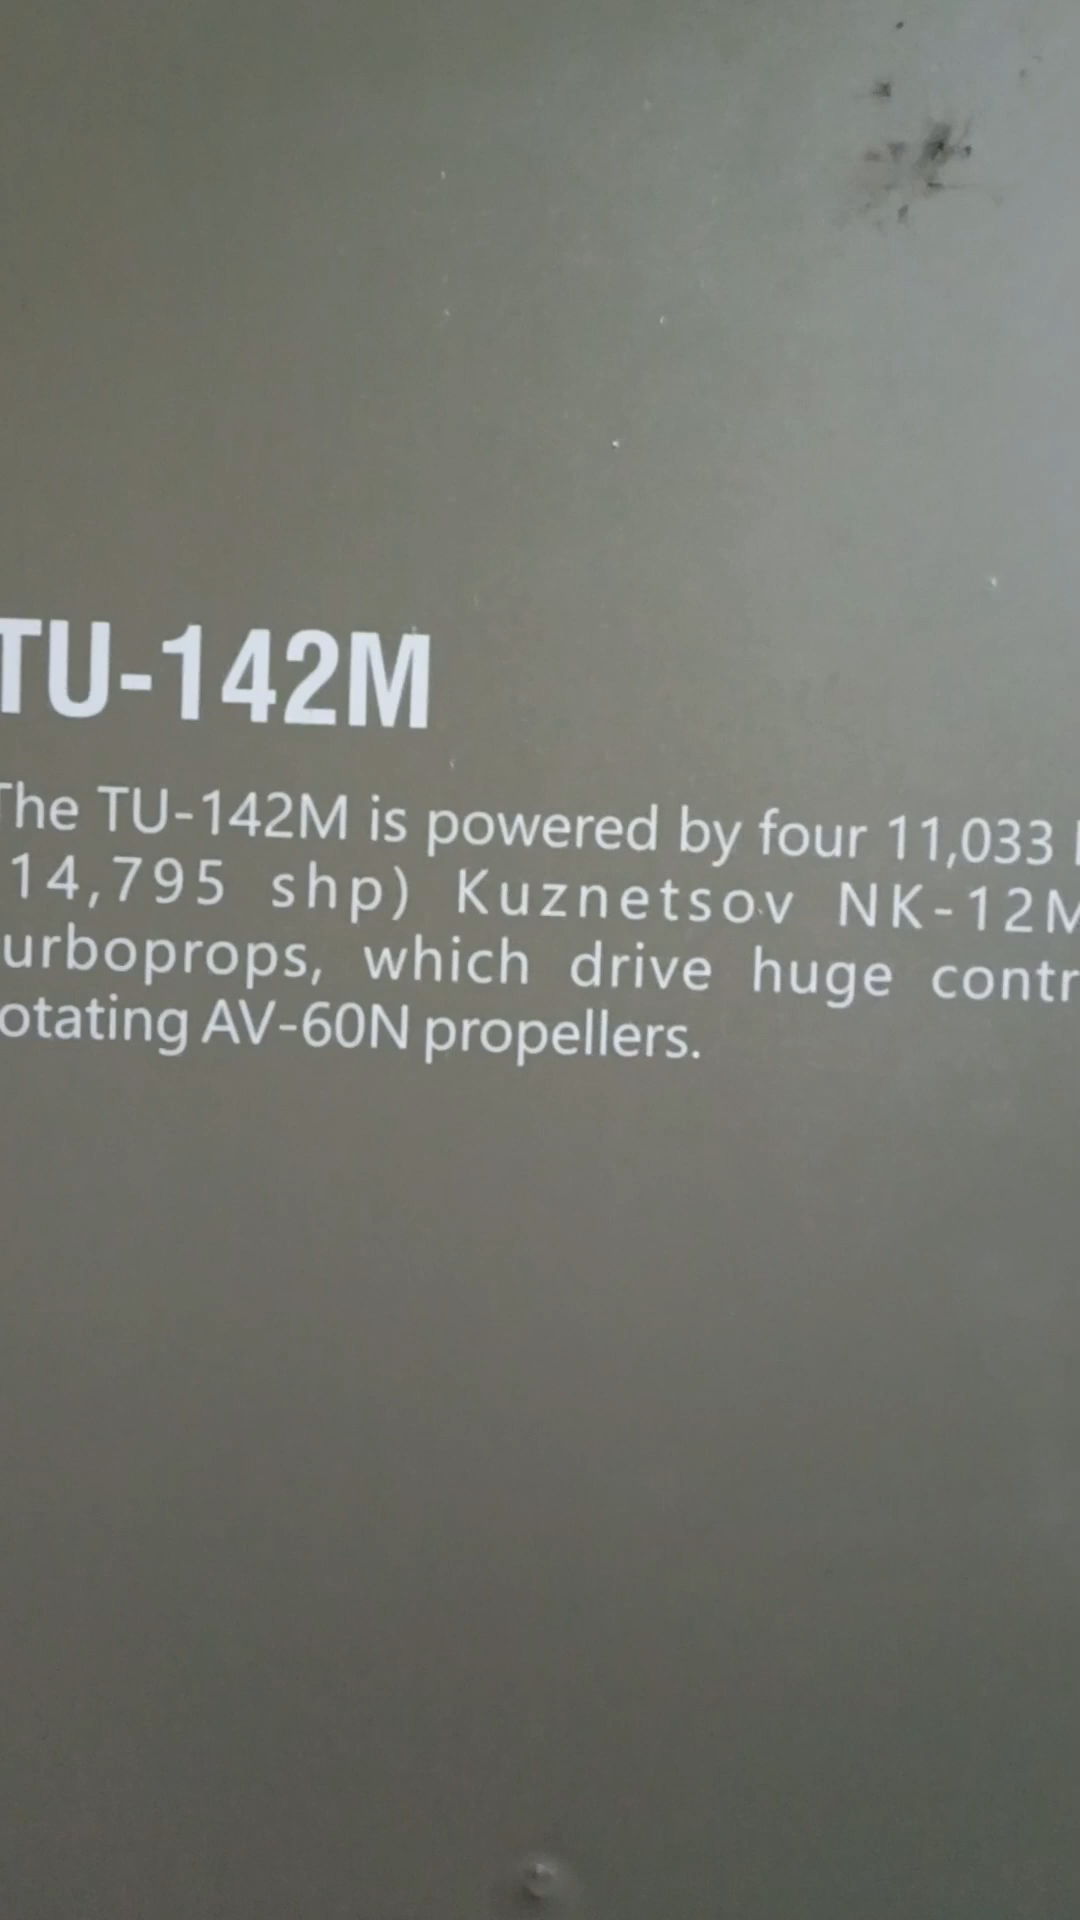 TU-142M
The TU-142M is powered by four 11,033
14,795 shp) Kuznetsov NK-12M
urboprops, which drive huge contr
otating AV-60N propellers.